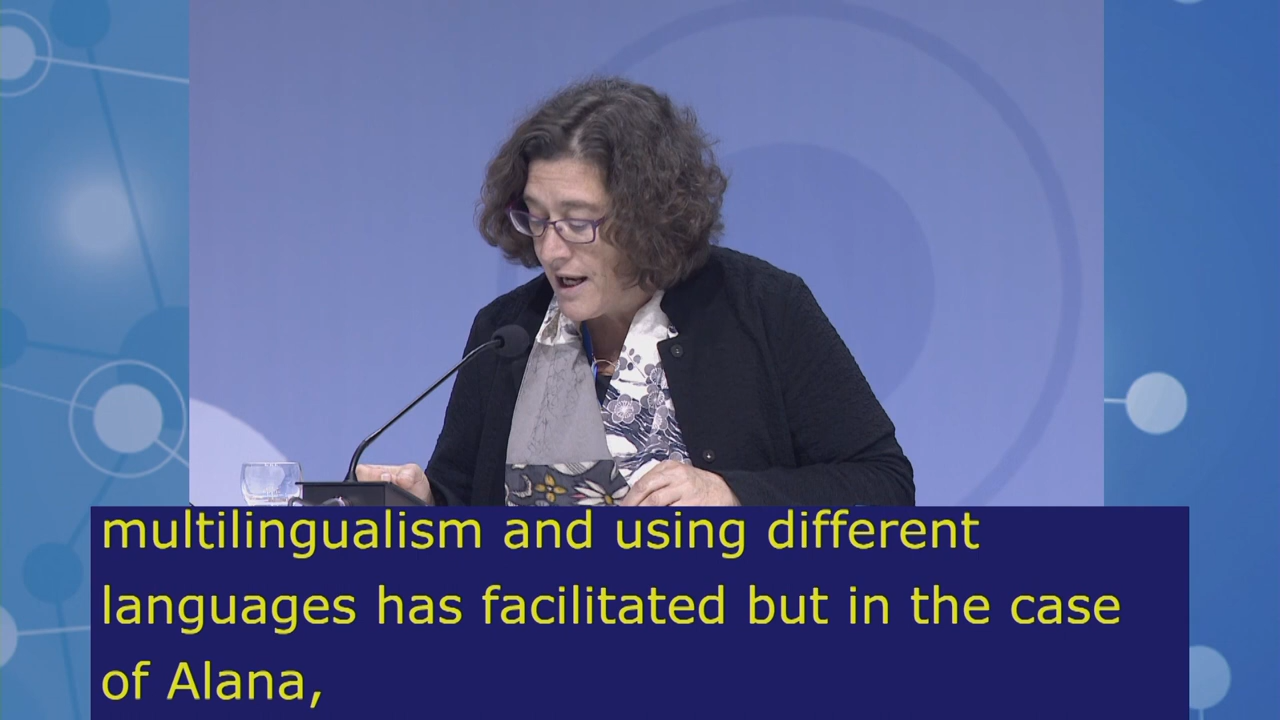 multilingualism and using different
languages has facilitated but in the case
of Alana,